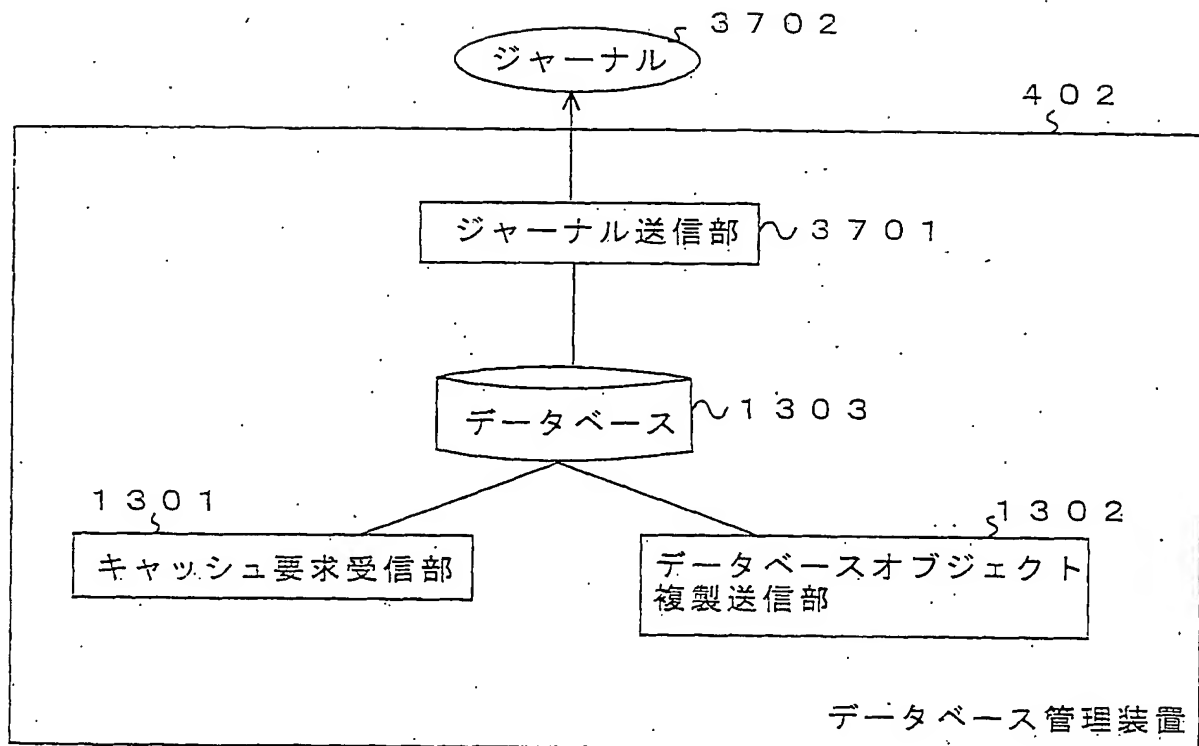 ３７０２
ジャーナル
４０２
ジャーナル送信部
３７０１
データベース
１３０３
１３０１
キャッシュ要求受信部
１３０２
データベースオブジェクト
複製送信部
データベース管理装置